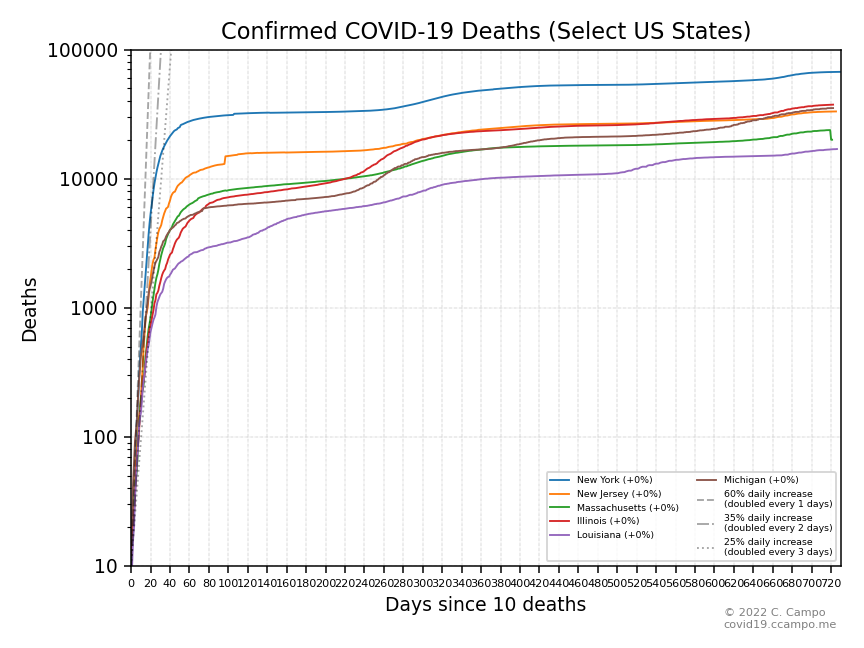 Confirmed COVID-19 Deaths (Select US States)
100000
10000
1000
100
10
Deaths
New York (+0%)
New Jersey (+0%)
Massachusetts (+0%)
Illinois (+0%)
Louisiana (+0%)
Michigan (+0%)
60% daily increase
(doubled every 1 days)
35% daily increase
(doubled every 2 days)
25% daily increase
(doubled every 3 days)
0 20 40 60 80 100 120 140 160 180 200 220 240 260 280 300 320 340 360 380 400 420 440 460 480 500 520 540 560 580 600 620 640 660 680 700 720
Days since 10 deaths
© 2022 C. Campo
covid19.ccampo.me